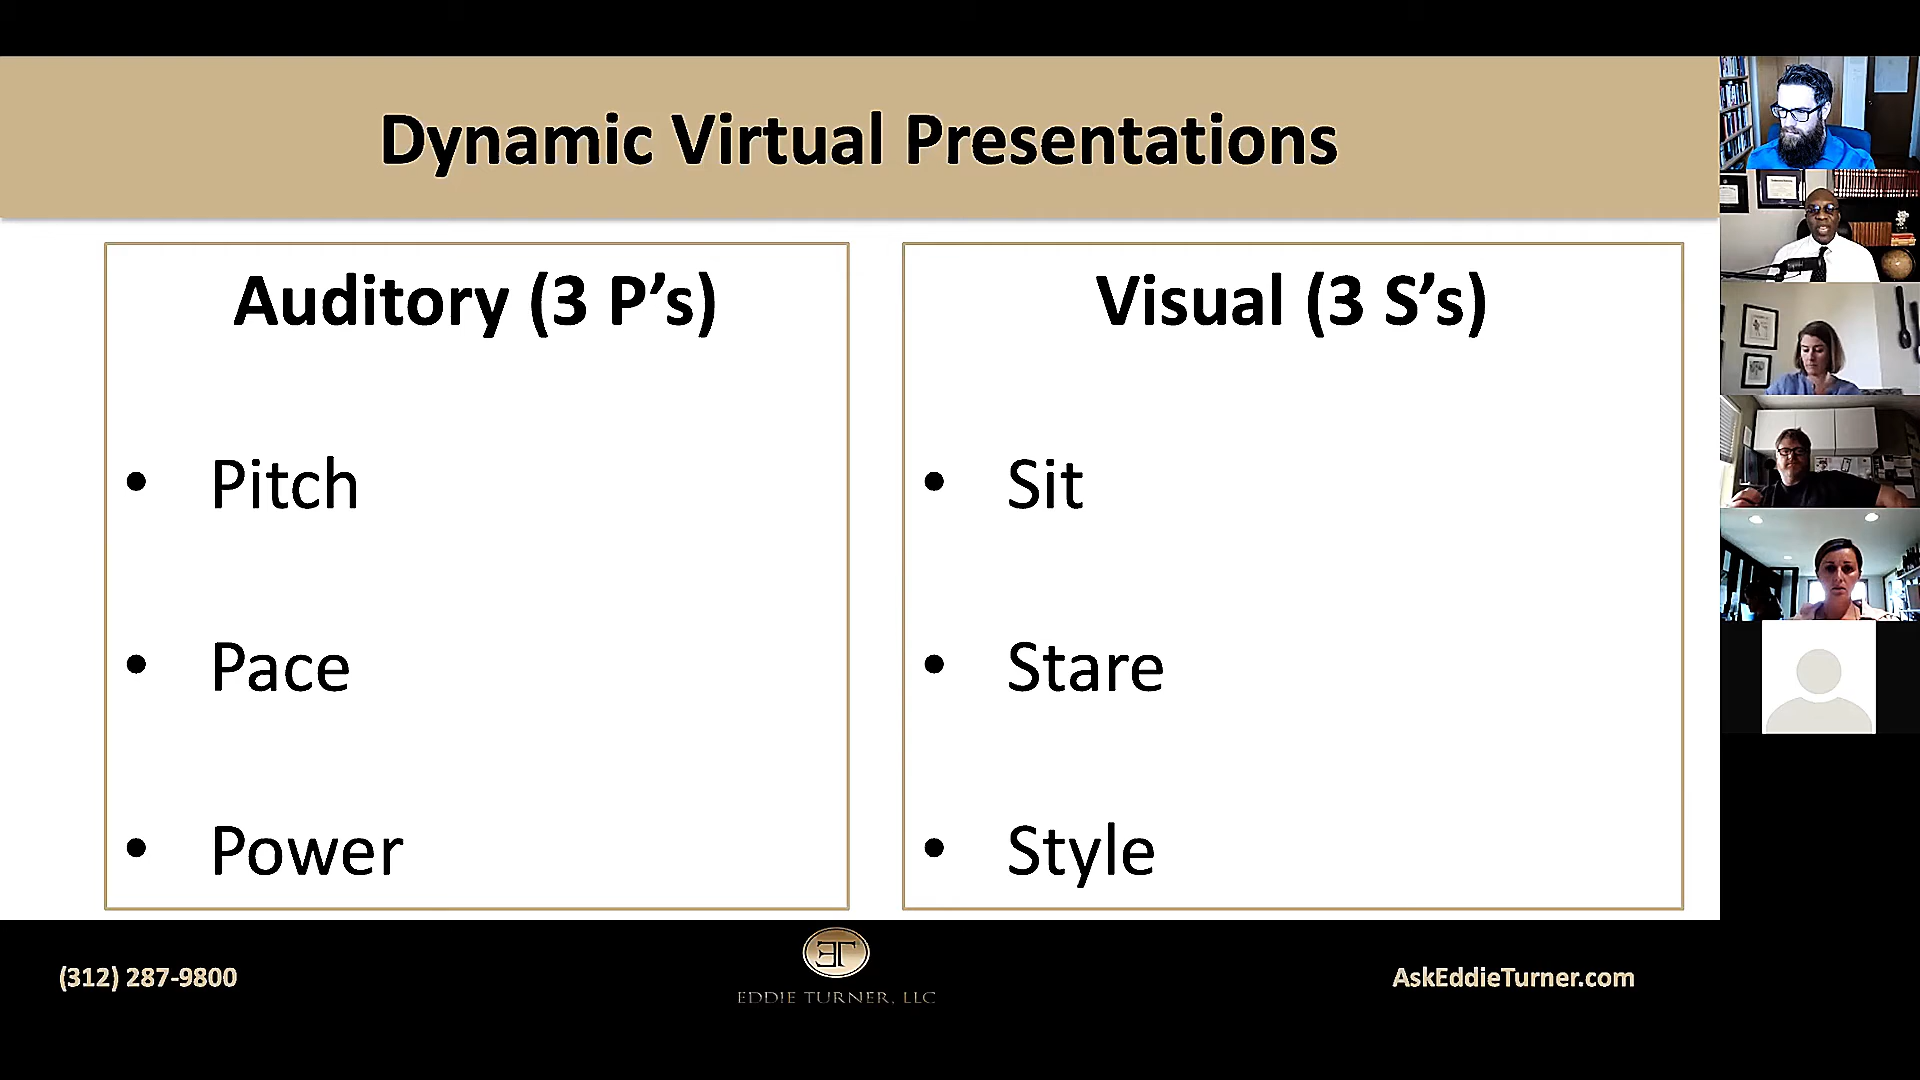 Dynamic Virtual Presentations
Auditory (3 P’s)
• Pitch
• Pace
• Power
Visual (3 S’s)
• Sit
• Stare
• Style
(312) 287-9800
ET
EDDIE TURNER, LLC
AskEddieTurner.com